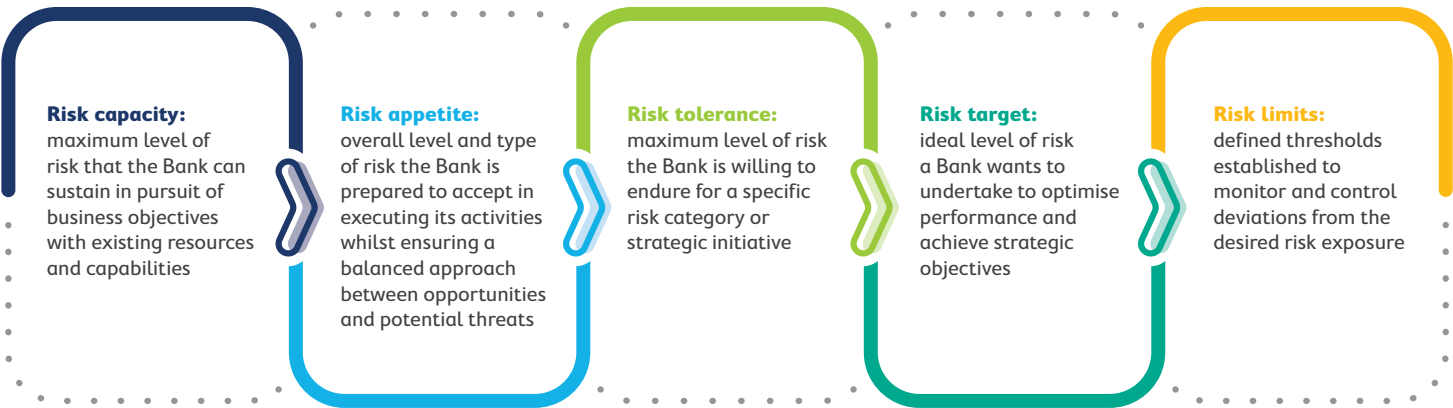 Risk capacity:
maximum level of
risk that the Bank can
sustain in pursuit of
business objectives
with existing resources
and capabilities
Risk appetite:
overall level and type
of risk the Bank is
prepared to accept in
executing its activities
whilst ensuring a
balanced approach
between opportunities
and potential threats
Risk tolerance:
maximum level of risk
the Bank is willing to
endure for a specific
risk category or
strategic initiative
Risk target:
ideal level of risk
a Bank wants to
undertake to optimise
performance and
achieve strategic
objectives
Risk limits:
defined thresholds
established to
monitor and control
deviations from the
desired risk exposure